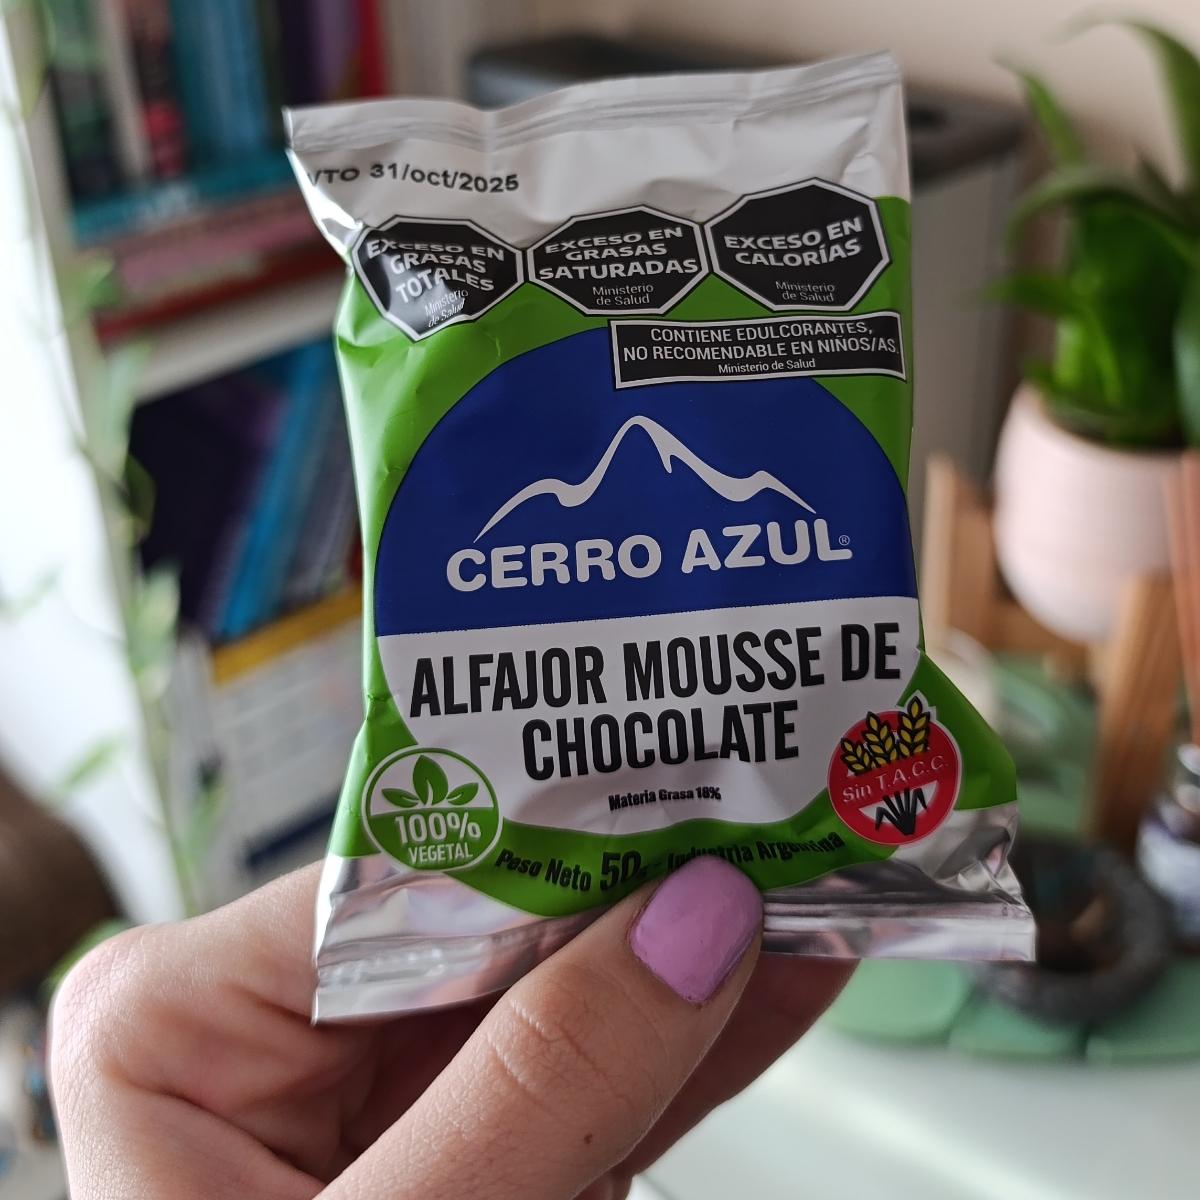 VTO 31/oct/2025
EXCESO EN
GRASAS
TOTALES
Ministerio
de Salud
EXCESO EN
GRASAS
SATURADAS
Ministerio
de Salud
EXCESO EN
CALORÍAS
Ministerio
de Salud
CONTIENE EDULCORANTES,
NO RECOMENDABLE EN NIÑOS/AS.
Ministerio de Salud
CERRO AZUL®
ALFAJOR MOUSSE DE
CHOCOLATE
Materia Grasa 18%
Sin T.A.C.C.
100%
VEGETAL
Peso Neto 50 - Industria Argentina